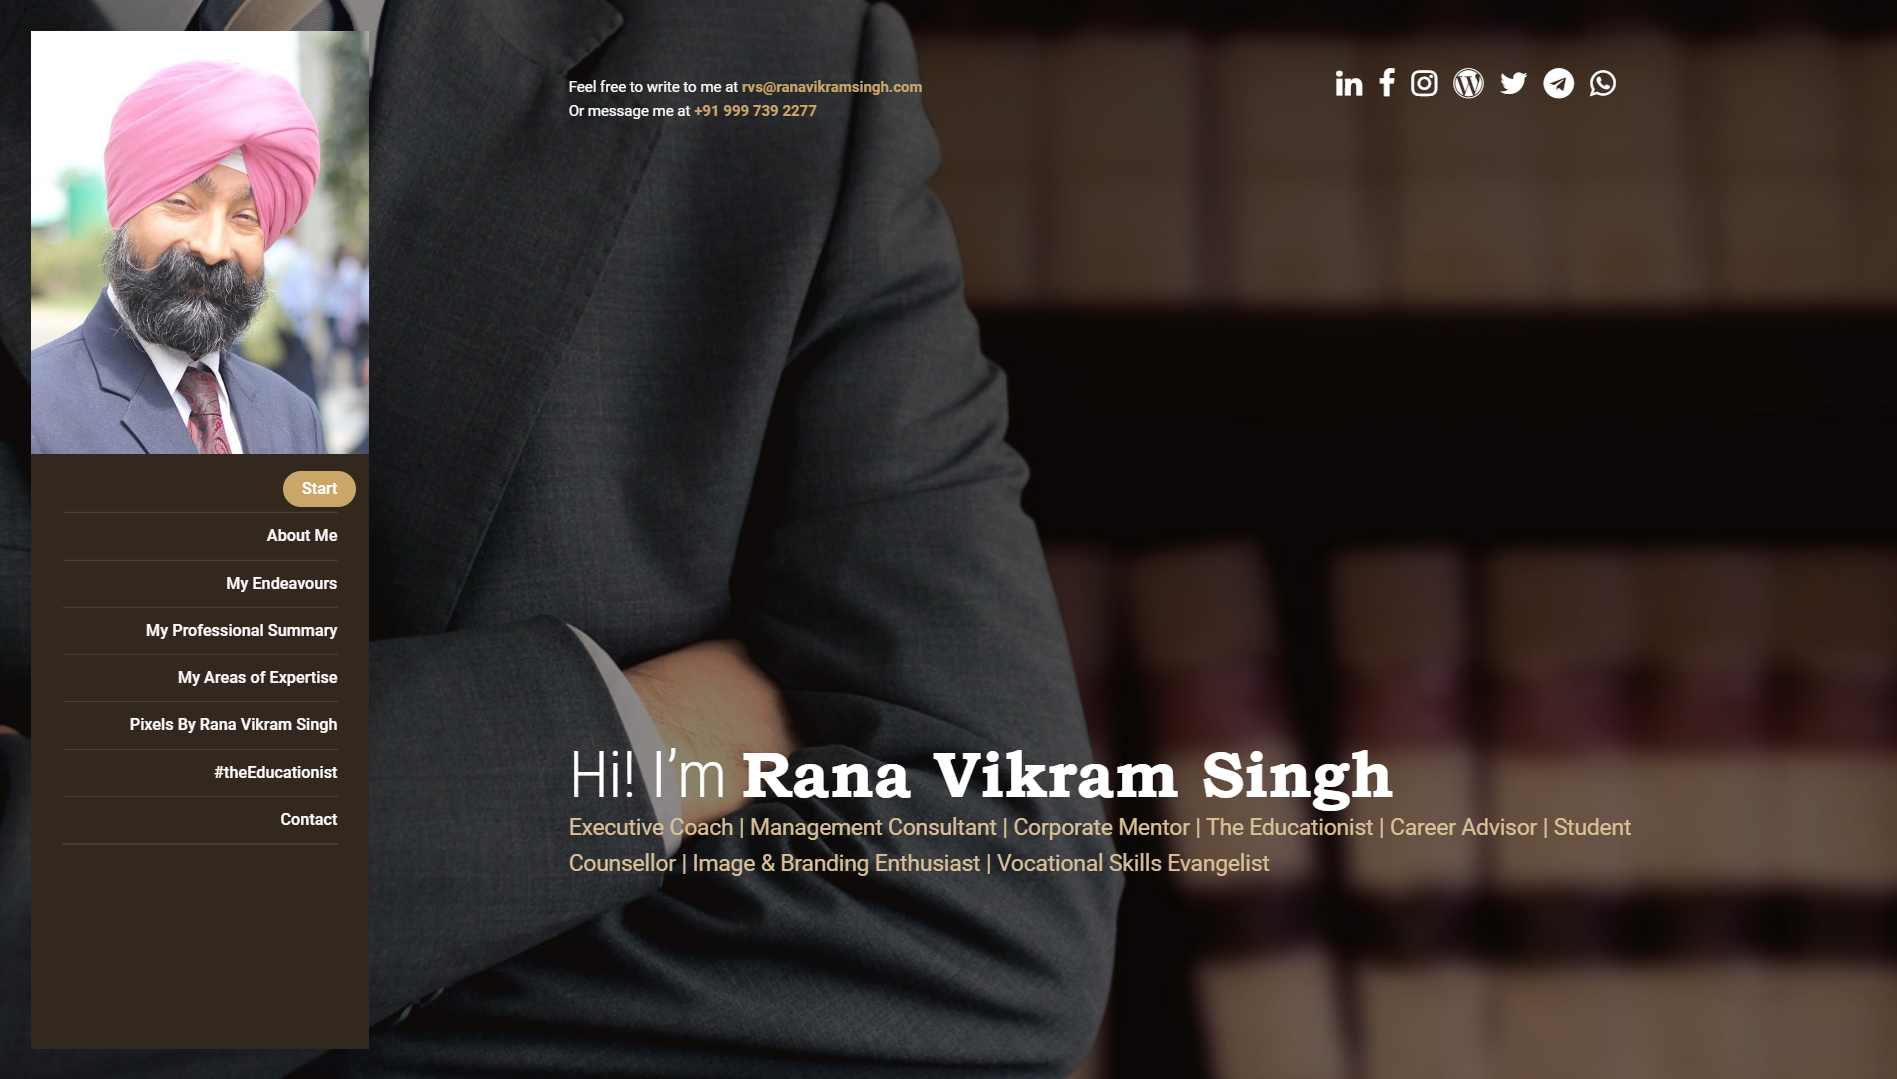 Feel free to write to me at rvs@ranavikramsingh.com
Or message me at +91 999 739 2277
Start
About Me
My Endeavours
My Professional Summary
My Areas of Expertise
Pixels By Rana Vikram Singh
#theEducationist
Contact
Hi! I'm Rana Vikram Singh
Executive Coach | Management Consultant | Corporate Mentor | The Educationist | Career Advisor | Student
Counsellor | Image & Branding Enthusiast | Vocational Skills Evangelist